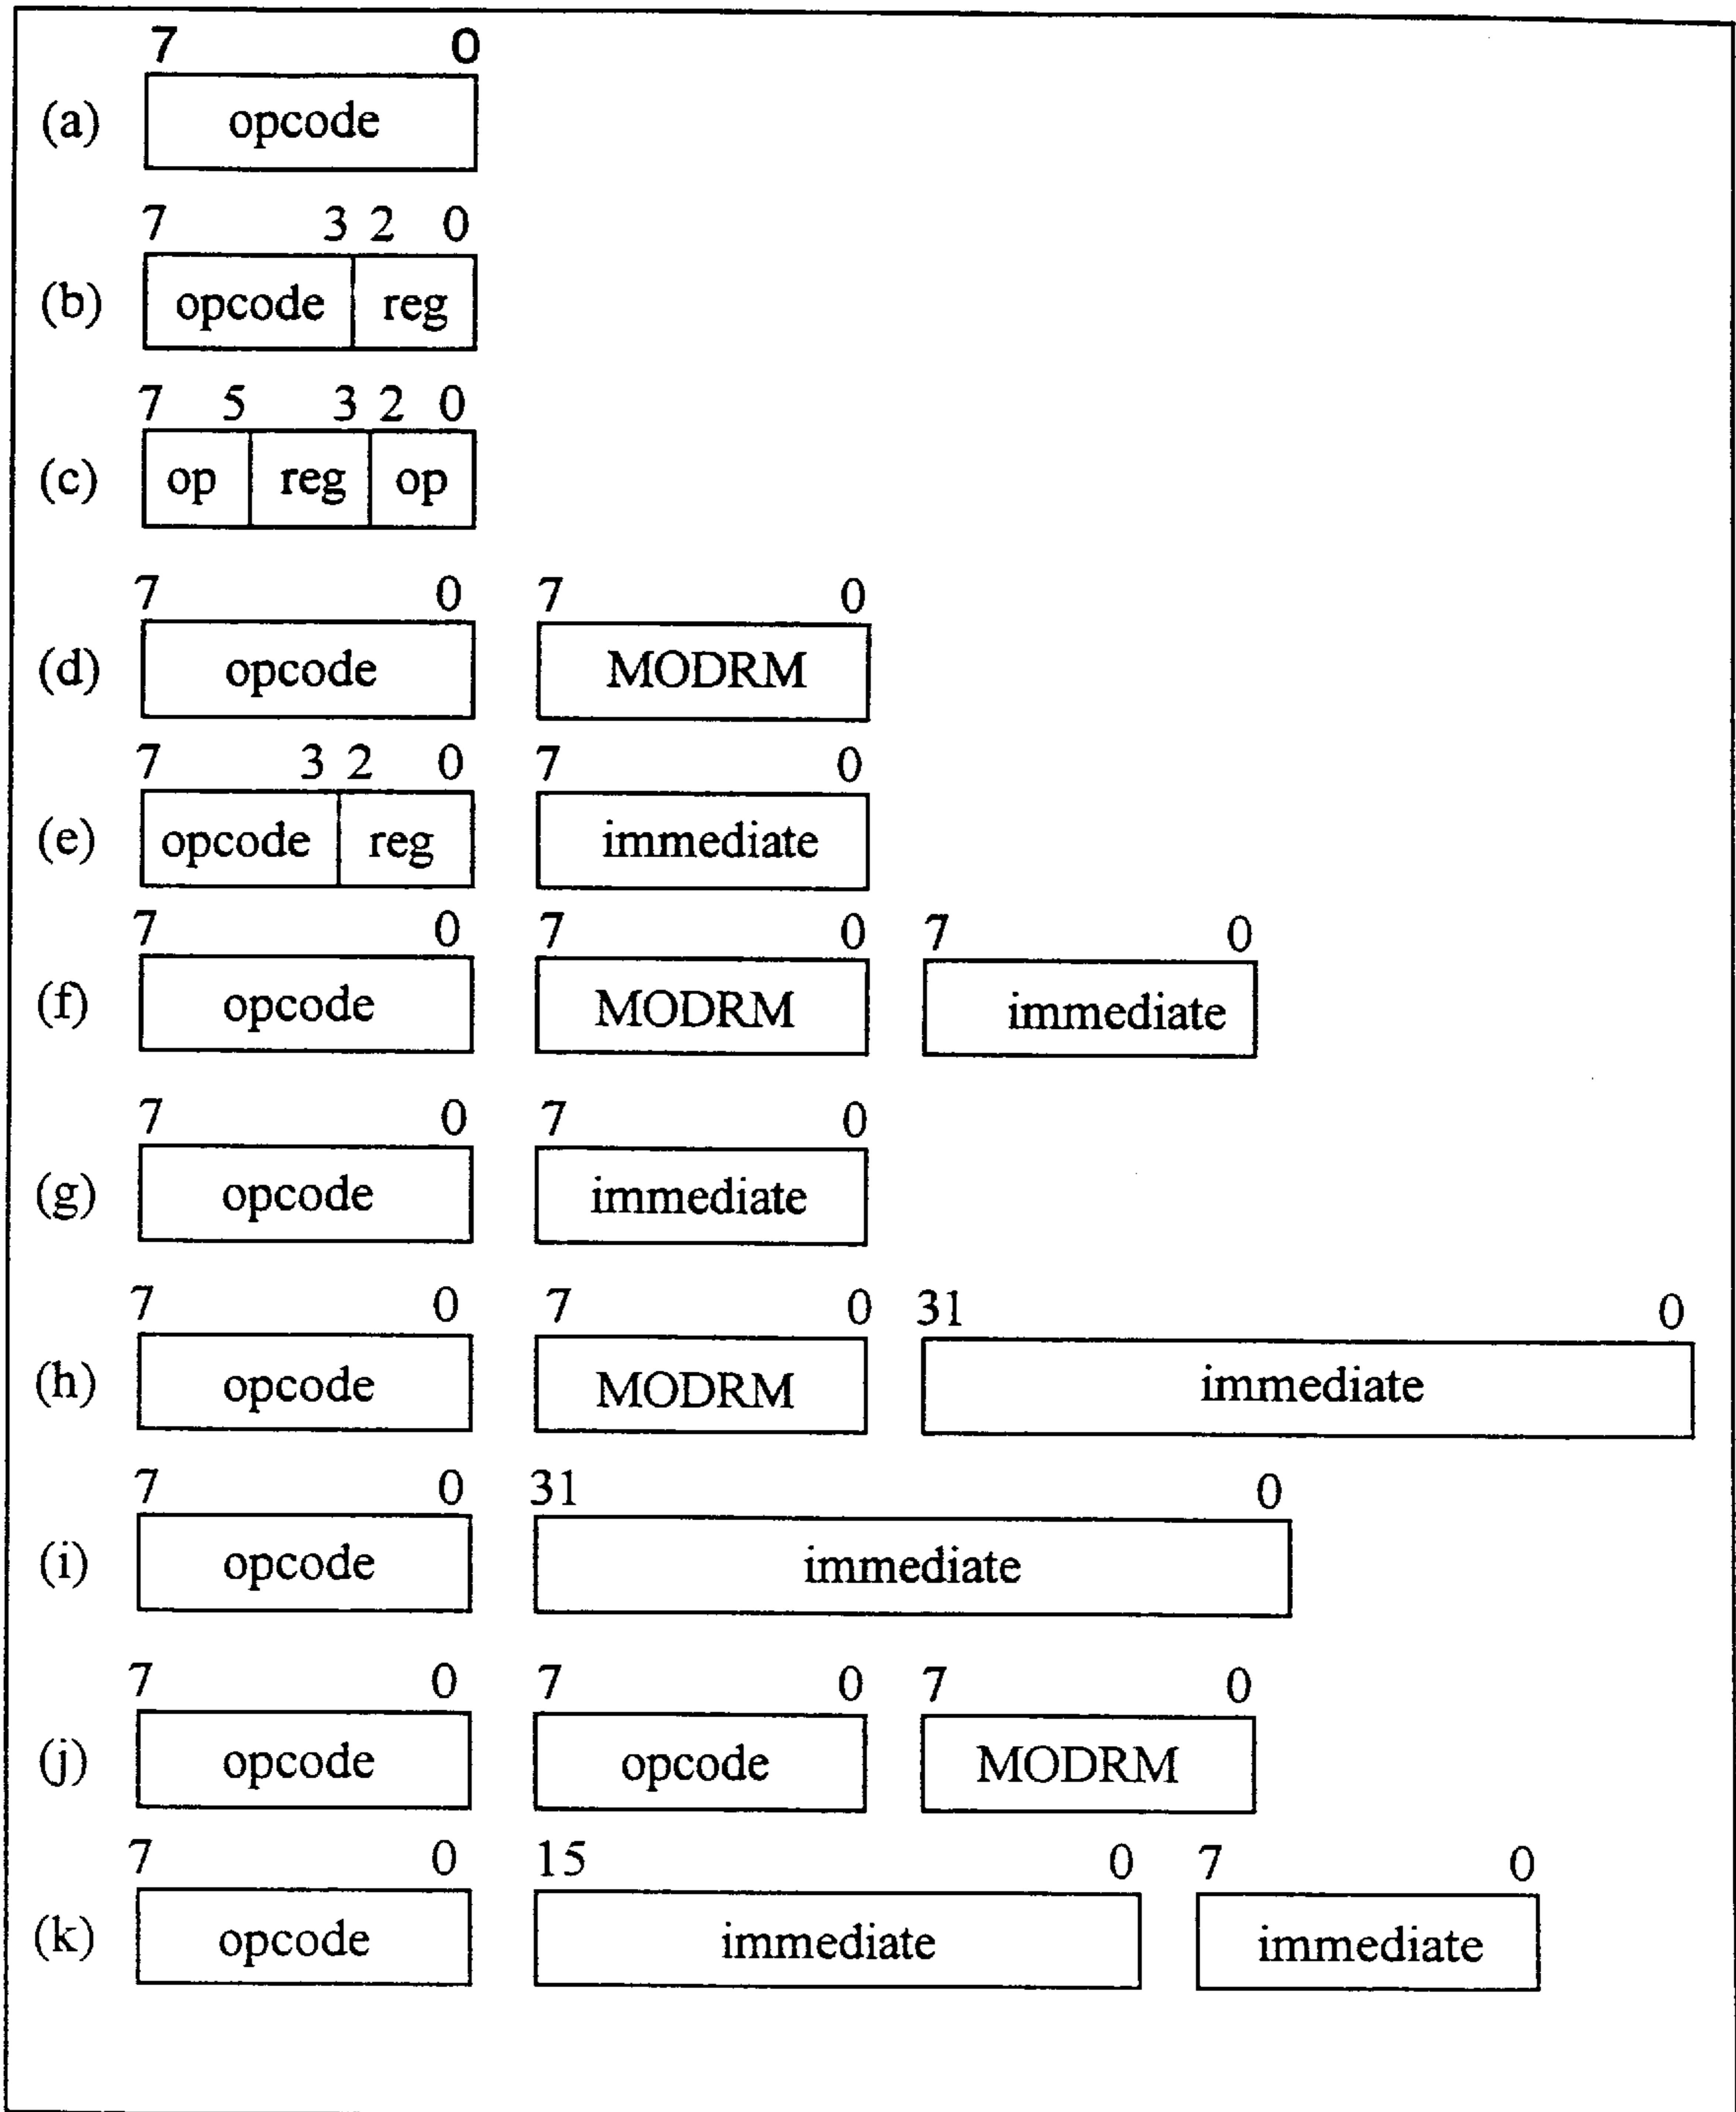 7 0
(a) opcode
7 3 2 0
(b) opcode reg
7 5 3 2 0
(c) op reg op
7 0 7 0
(d) opcode MODRM
7 3 2 0 7 0
(e) opcode reg immediate
7 0 7 0 7 0
(f) opcode MODRM immediate
7 0 7 0
(g) opcode immediate
7 0 7 0 31 0
(h) opcode MODRM immediate
7 0 31 0
(i) opcode immediate
7 0 7 0 7 0
(j) opcode opcode MODRM
7 0 15 0 7 0
(k) opcode immediate immediate